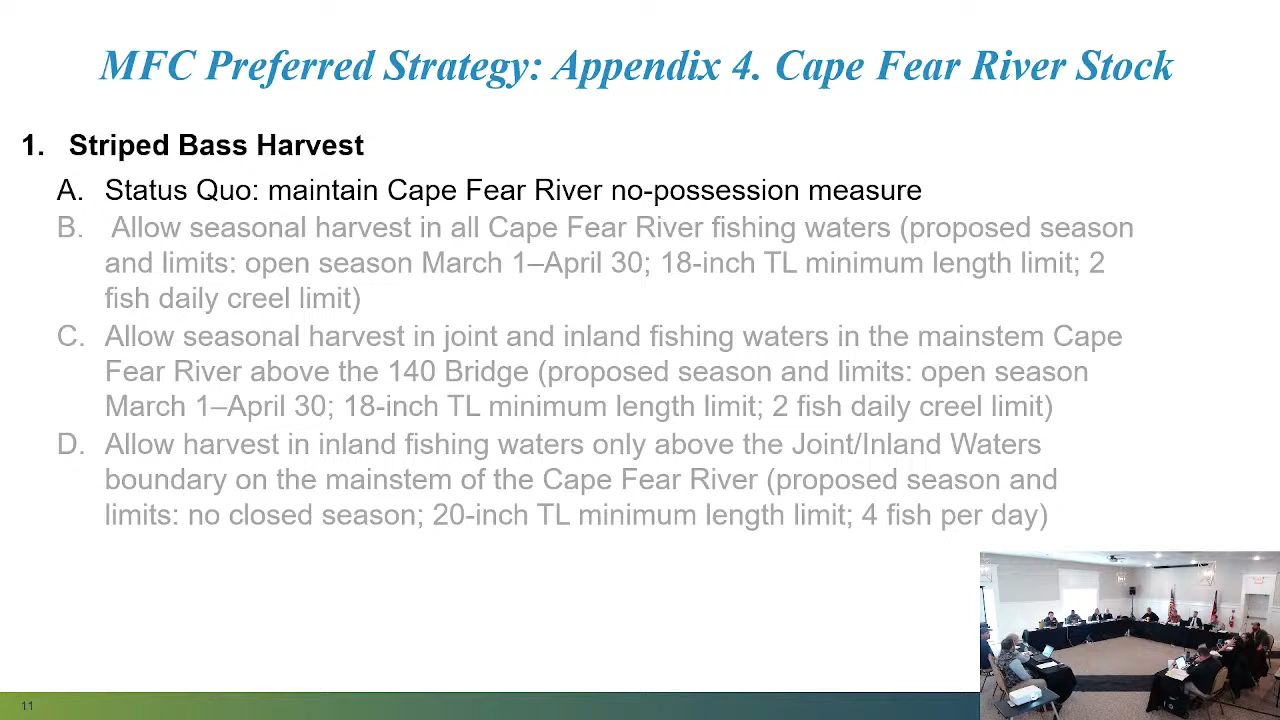 MFC Preferred Strategy: Appendix 4. Cape Fear River Stock
1. Striped Bass Harvest
A. Status Quo: maintain Cape Fear River no-possession measure
B. Allow seasonal harvest in all Cape Fear River fishing waters (proposed season
and limits: open season March 1–April 30; 18-inch TL minimum length limit; 2
fish daily creel limit)
C. Allow seasonal harvest in joint and inland fishing waters in the mainstem Cape
Fear River above the 140 Bridge (proposed season and limits: open season
March 1–April 30; 18-inch TL minimum length limit; 2 fish daily creel limit)
D. Allow harvest in inland fishing waters only above the Joint/Inland Waters
boundary on the mainstem of the Cape Fear River (proposed season and
limits: no closed season; 20-inch TL minimum length limit; 4 fish per day)
11